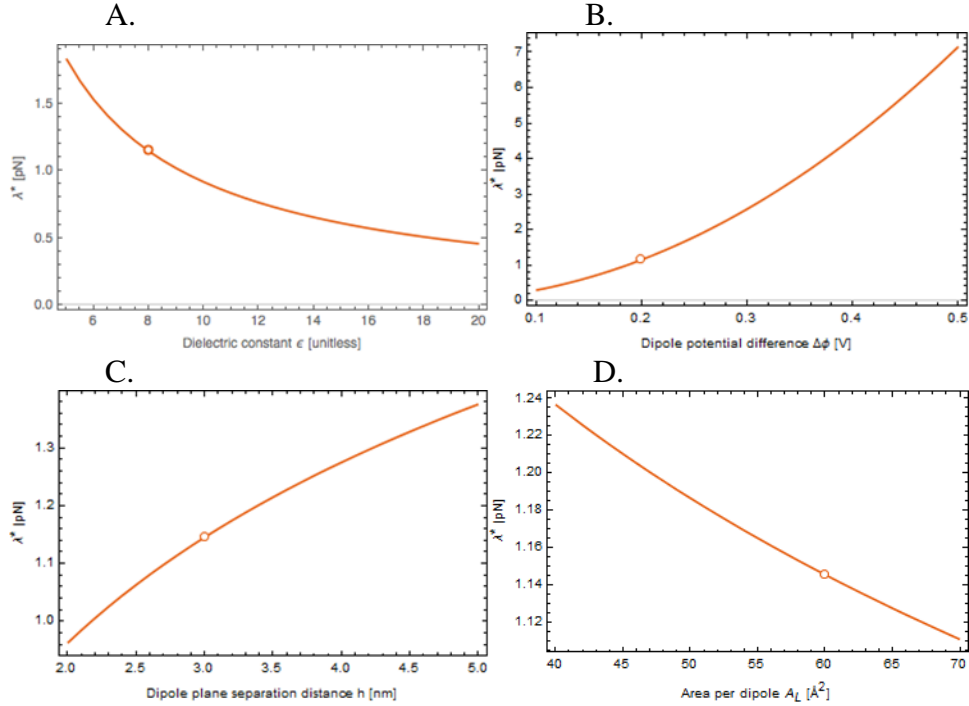 A.
λ* [pN]
1.5
1.0
0.5
0.0
6 8 10 12 14 16 18 20
Dielectric constant ϵ [unitless]
B.
λ* [pN]
7
6
5
4
3
2
1
0
0.1 0.2 0.3 0.4 0.5
Dipole potential difference Δϕ [V]
C.
λ* [pN]
1.3
1.2
1.1
1.0
2.0 2.5 3.0 3.5 4.0 4.5 5.0
Dipole plane separation distance h [nm]
D.
λ* [pN]
1.24
1.22
1.20
1.18
1.16
1.14
1.12
40 45 50 55 60 65 70
Area per dipole A_L [Å²]